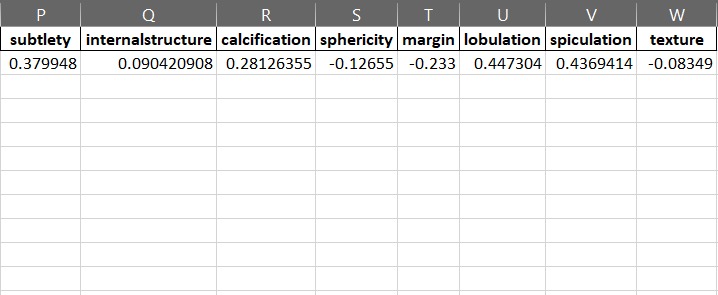 P Q R S T U V W
subtlety internalstructure calcification sphericity margin lobulation spiculation texture
0.379948 0.090420908 0.28126355 -0.12655 -0.233 0.447304 0.4369414 -0.08349